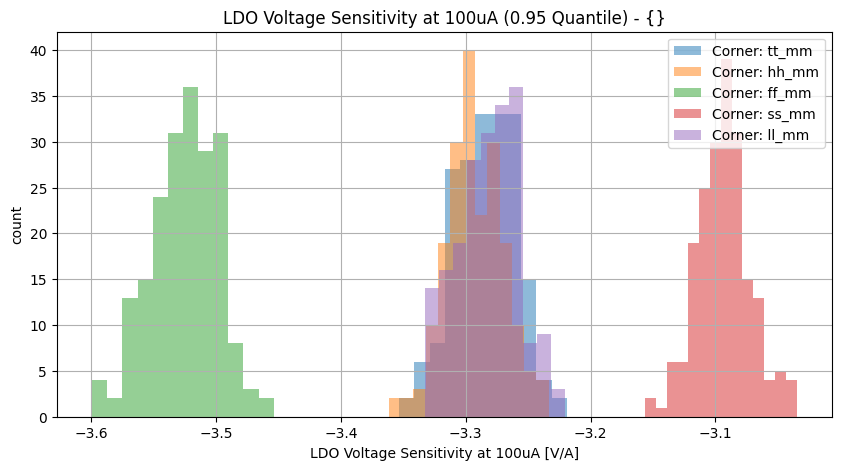 LDO Voltage Sensitivity at 100uA (0.95 Quantile) - {}
40
35
30
25
20
15
10
5
0
count
Corner: tt_mm
Corner: hh_mm
Corner: ff_mm
Corner: ss_mm
Corner: ll_mm
−3.6 −3.5 −3.4 −3.3 −3.2 −3.1
LDO Voltage Sensitivity at 100uA [V/A]